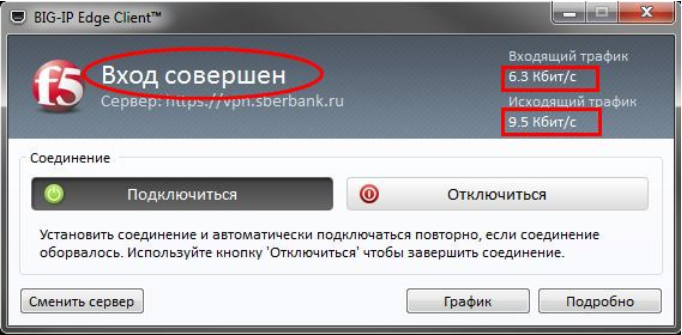 BIG-IP Edge Client™
f5
Вход совершен
Сервер: https://vpn.sberbank.ru
Входящий трафик
6.3 Кбит/с
Исходящий трафик
9.5 Кбит/с
Соединение
Подключиться
Отключиться
Установить соединение и автоматически подключаться повторно, если соединение
оборвалось. Используйте кнопку 'Отключиться' чтобы завершить соединение.
Сменить сервер
График
Подробно